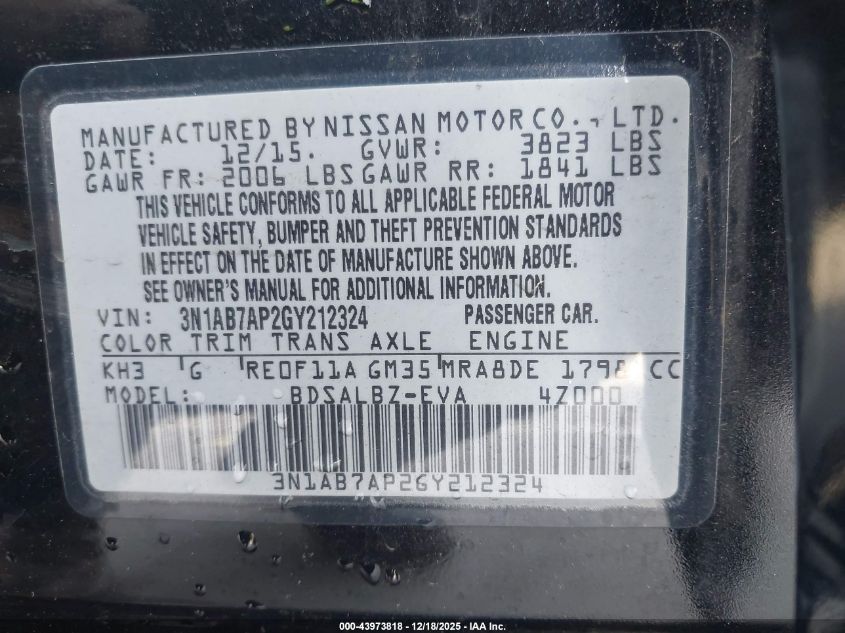 MANUFACTURED BY NISSAN MOTOR CO., LTD.
DATE: 12/15. GVWR: 3823 LBS
GAWR FR: 2006 LBS GAWR RR: 1841 LBS
THIS VEHICLE CONFORMS TO ALL APPLICABLE FEDERAL MOTOR
VEHICLE SAFETY, BUMPER AND THEFT PREVENTION STANDARDS
IN EFFECT ON THE DATE OF MANUFACTURE SHOWN ABOVE.
SEE OWNER'S MANUAL FOR ADDITIONAL INFORMATION.
VIN: 3N1AB7AP2GY212324 PASSENGER CAR.
COLOR TRIM TRANS AXLE ENGINE
KH3 G RE0F11A GM35 MRA8DE 1798 CC
MODEL: BDSALBZ-EVA 4Z000
3N1AB7AP2GY212324
000-43973818 - 12/18/2025 - IAA Inc.